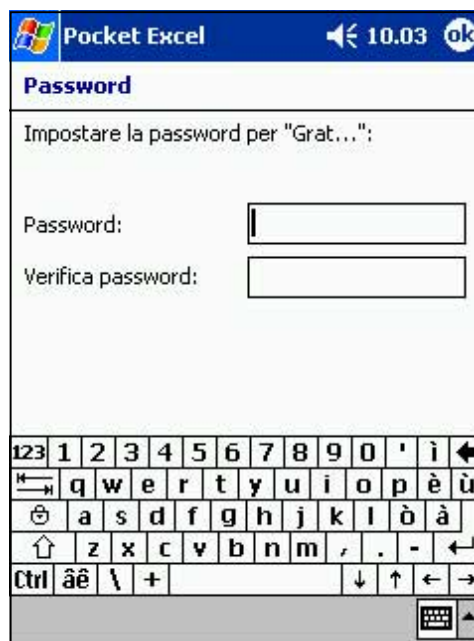 Pocket Excel 10.03 ok
Password
Impostare la password per "Grat...":
Password:
Verifica password:
123 1 2 3 4 5 6 7 8 9 0 ' ì
q w e r t y u i o p è ù
a s d f g h j k l ò à
z x c v b n m , . -
Ctrl âê \ +